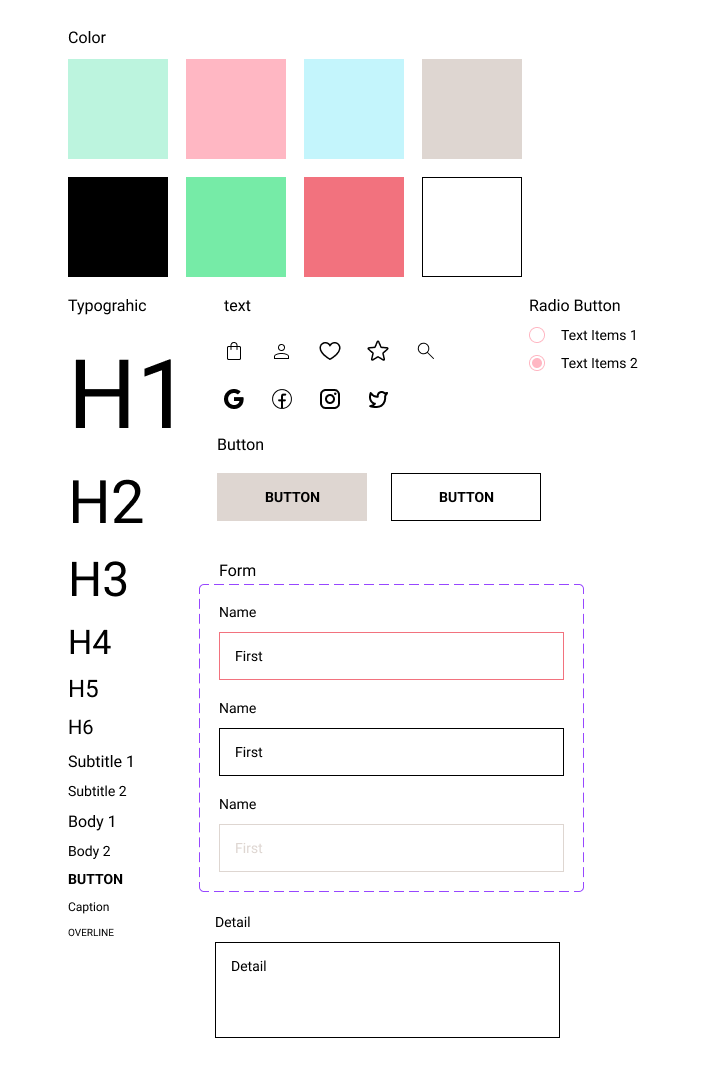 Color
Typograhic
text
Radio Button
Text Items 1
Text Items 2
H1
H2
H3
H4
H5
H6
Subtitle 1
Subtitle 2
Body 1
Body 2
BUTTON
Caption
OVERLINE
Button
BUTTON
BUTTON
Form
Name
First
Name
First
Name
First
Detail
Detail